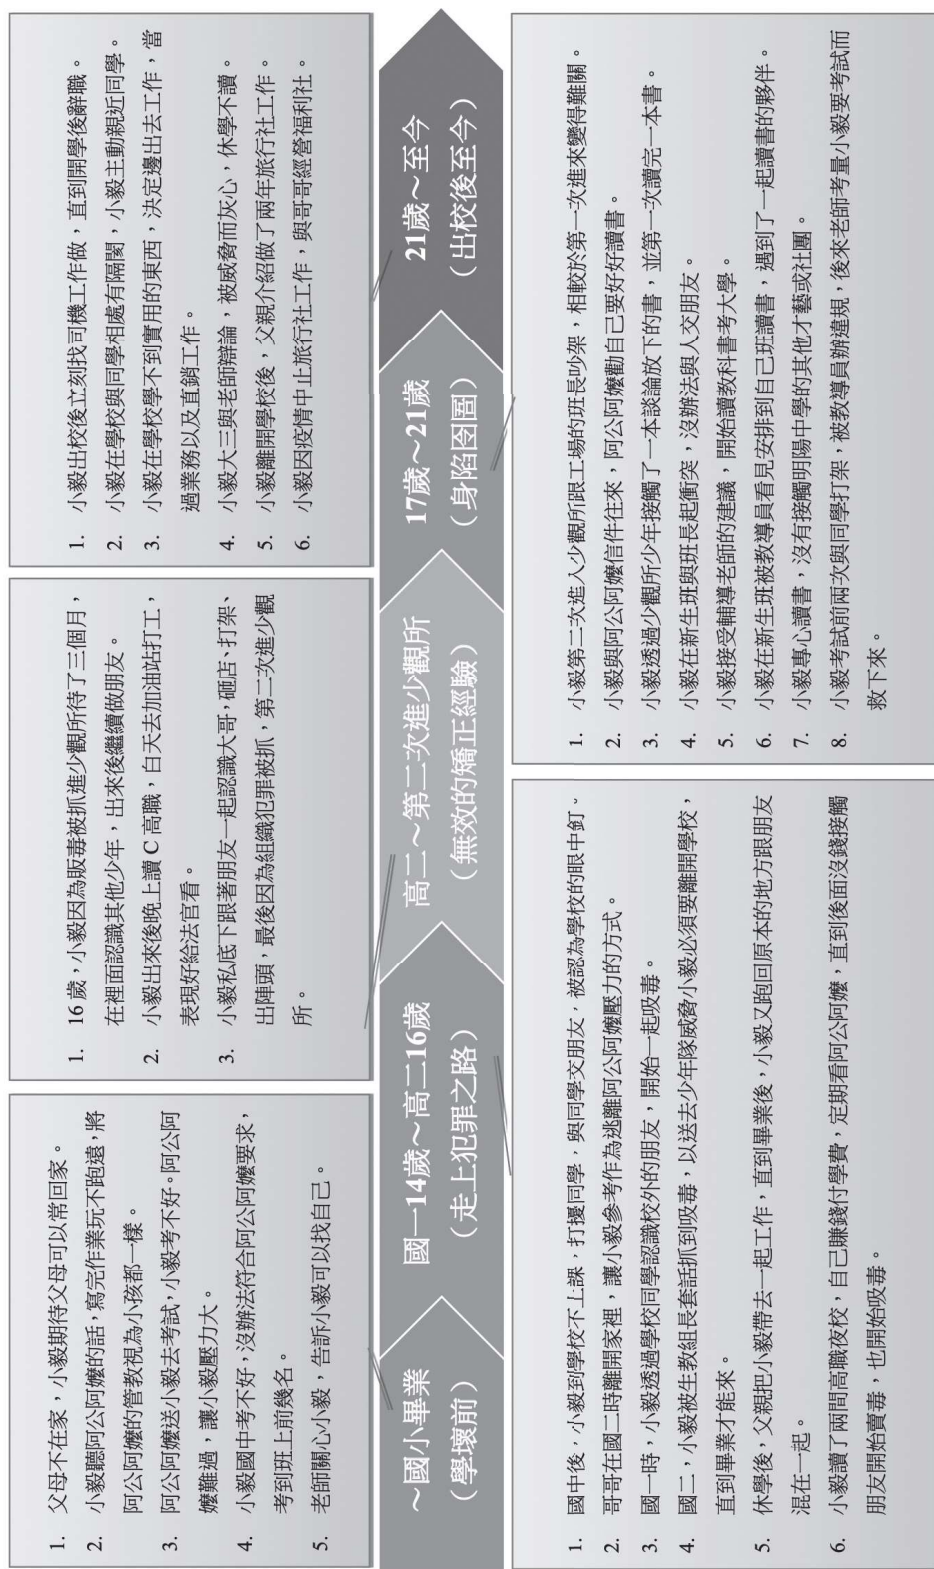 1. 父母不在家，小毅期待父母可以常回家。
2. 小毅聽阿公阿嬤的話，寫完作業玩不跑遠，將
阿公阿嬤的管教視為小孩都一樣。
3. 阿公阿嬤送小毅去考試，小毅考不好。阿公阿
嬤難過，讓小毅壓力大。
4. 小毅國中考不好，沒辦法符合阿公阿嬤要求，
考到班上前幾名。
5. 老師關心小毅，告訴小毅可以找自己。
1. 16 歲，小毅因為販毒被抓進少觀所待了三個月，
在裡面認識其他少年，出來後繼續做朋友。
2. 小毅出來後晚上讀 C 高職，白天去加油站打工，
表現好給法官看。
3. 小毅私底下跟著朋友一起認識大哥，砸店、打架、
出陣頭，最後因為組織犯罪被抓，第二次進少觀
所。
1. 小毅出校後立刻找司機工作做，直到開學後辭職。
2. 小毅在學校與同學相處有隔閡，小毅主動親近同學。
3. 小毅在學校學不到實用的東西，決定邊出去工作，當
過業務以及直銷工作。
4. 小毅大三與老師辯論，被威脅而灰心，休學不讀。
5. 小毅離開學校後，父親介紹做了兩年旅行社工作。
6. 小毅因疫情中止旅行社工作，與哥哥經營福利社。
～國小畢業
（學壞前）
國一14歲～高二16歲
（走上犯罪之路）
高二～第二次進少觀所
（無效的矯正經驗）
17歲～21歲
（身陷囹圄）
21歲～至今
（出校後至今）
1. 國中後，小毅到學校不上課，打擾同學，與同學交朋友，被認為學校的眼中釘。
2. 哥哥在國二時離開家裡，讓小毅參考作為逃離阿公阿嬤壓力的方式。
3. 國一時，小毅透過學校同學認識校外的朋友，開始一起吸毒。
4. 國二，小毅被生教組長套話抓到吸毒，以送去少年隊威脅小毅必須要離開學校，
直到畢業才能來。
5. 休學後，父親把小毅帶去一起工作，直到畢業後，小毅又跑回原本的地方跟朋友
混在一起。
6. 小毅讀了兩間高職夜校，自己賺錢付學費，定期看阿公阿嬤，直到後面沒錢接觸
朋友開始賣毒，也開始吸毒。
1. 小毅第二次進入少觀所跟工場的班長吵架，相較於第一次進來變得難關。
2. 小毅與阿公阿嬤信件往來，阿公阿嬤勸自己要好好讀書。
3. 小毅透過少觀所少年接觸了一本談論放下的書，並第一次讀完一本書。
4. 小毅在新生班與班長起衝突，沒辦法與人交朋友。
5. 小毅接受輔導老師的建議，開始讀教科書考大學。
6. 小毅在新生班被教導員看見安排到自己班讀書，遇到了一起讀書的夥伴。
7. 小毅專心讀書，沒有接觸明陽中學的其他才藝或社團。
8. 小毅考試前兩次與同學打架，被教導員辦違規，後來老師考量小毅要考試而
救下來。